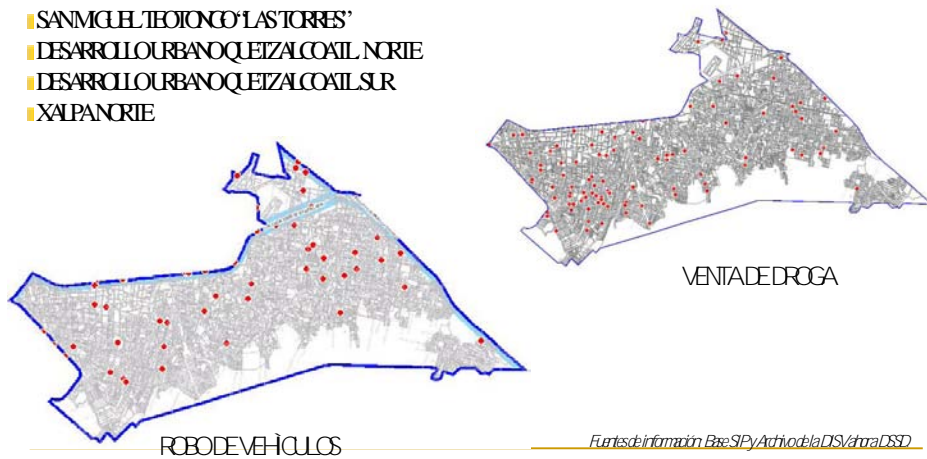 SAN MIGUEL TEOTONGO “LAS TORRES”
DESARROLLO URBANO QUETZALCOATL NORTE
DESARROLLO URBANO QUETZALCOATL SUR
XALPA NORTE
VENTA DE DROGA
ROBO DE VEHÌCULOS
Fuentes de información: Base SIP y Archivo de la DISV ahora DSSD